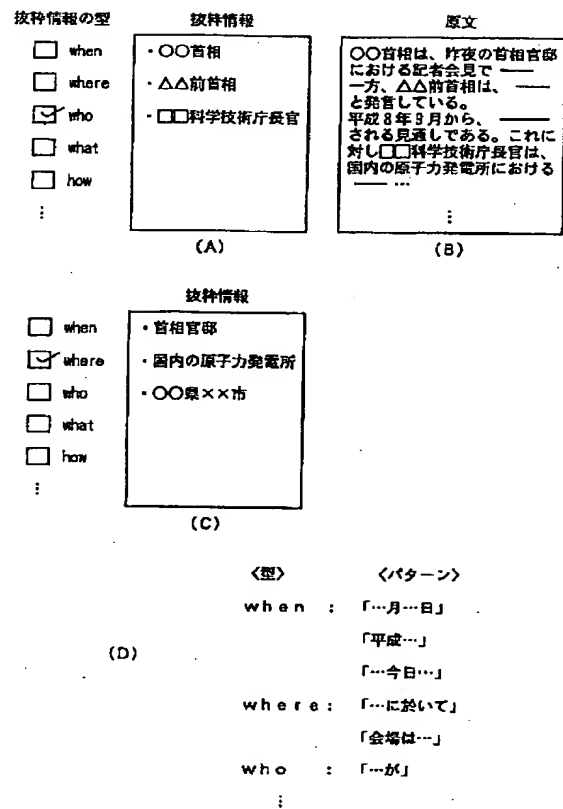 抜粋情報の型
when
where
who
what
how
⋮
抜粋情報
・○○首相
・△△前首相
・□□科学技術庁長官
(A)
原文
○○首相は、昨夜の首相官邸
における記者会見で ――
一方、△△前首相は、 ――
と発言している。
平成8年9月から、 ――
される見通しである。これに
対し□□科学技術庁長官は、
国内の原子力発電所における
―― …
⋮
(B)
抜粋情報
when
where
who
what
how
⋮
・首相官邸
・国内の原子力発電所
・○○県××市
(C)
(D)
〈型〉 〈パターン〉
when : 「…月…日」
「平成…」
「…今日…」
where : 「…に於いて」
「会場は…」
who : 「…が」
⋮